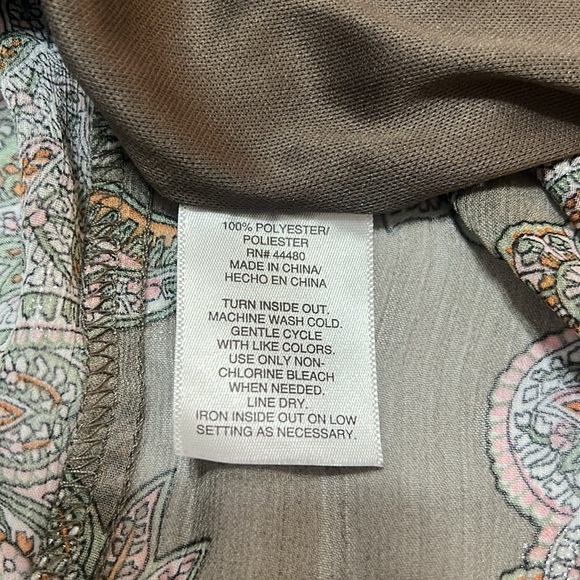 100% POLYESTER/
POLIESTER
RN# 44480
MADE IN CHINA/
HECHO EN CHINA
TURN INSIDE OUT.
MACHINE WASH COLD.
GENTLE CYCLE
WITH LIKE COLORS.
USE ONLY NON-
CHLORINE BLEACH
WHEN NEEDED.
LINE DRY.
IRON INSIDE OUT ON LOW
SETTING AS NECESSARY.